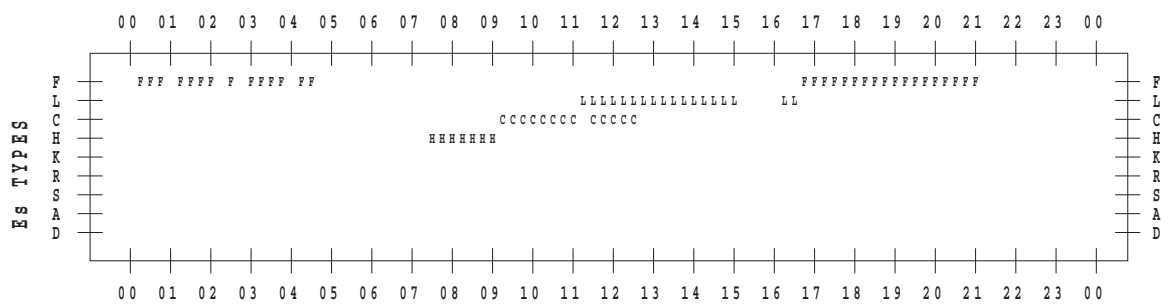 00 01 02 03 04 05 06 07 08 09 10 11 12 13 14 15 16 17 18 19 20 21 22 23 00
F FFF FFFF F FFFF FF FFFFFFFFFFFFFFFFFF F
L LLLLLLLLLLLLLLLL LL L
C CCCCCCCC CCCCC C
H HHHHHHH H
K K
R R
S S
A A
D D
Es TYPES
00 01 02 03 04 05 06 07 08 09 10 11 12 13 14 15 16 17 18 19 20 21 22 23 00